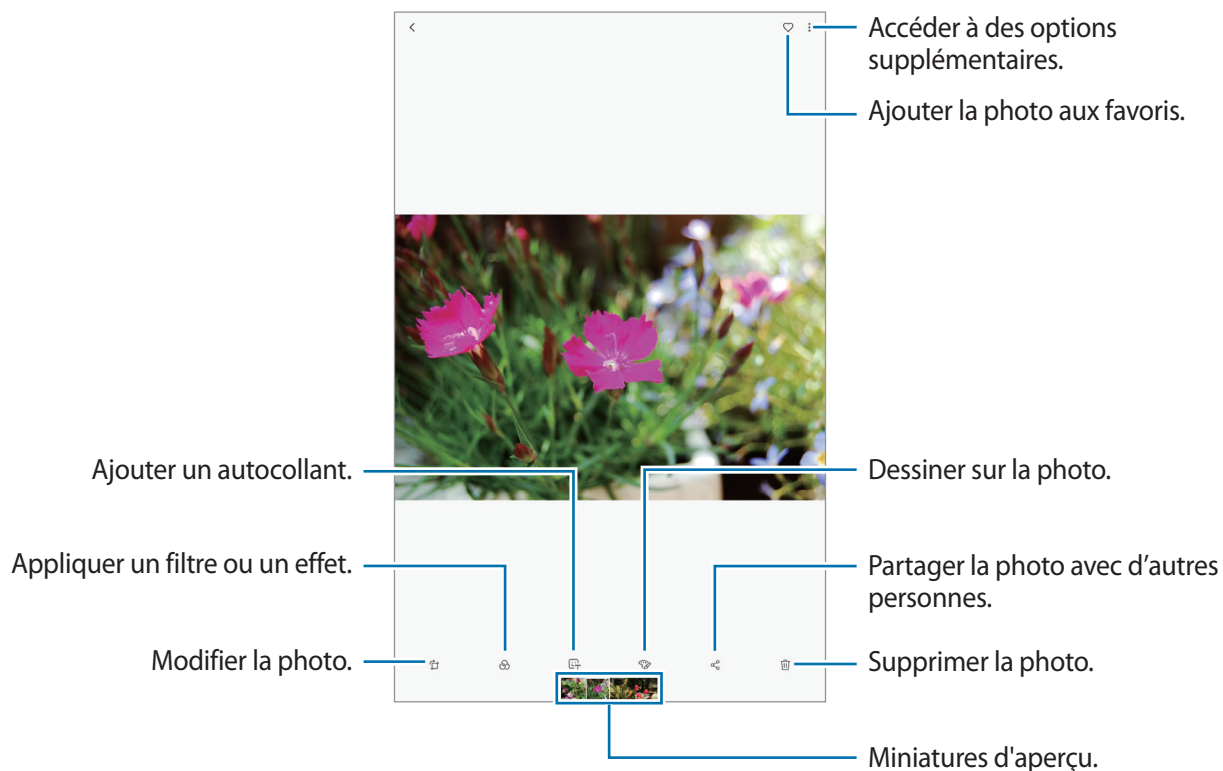 Accéder à des options
supplémentaires.
Ajouter la photo aux favoris.
Ajouter un autocollant.
Dessiner sur la photo.
Appliquer un filtre ou un effet.
Partager la photo avec d’autres
personnes.
Modifier la photo.
Supprimer la photo.
Miniatures d'aperçu.